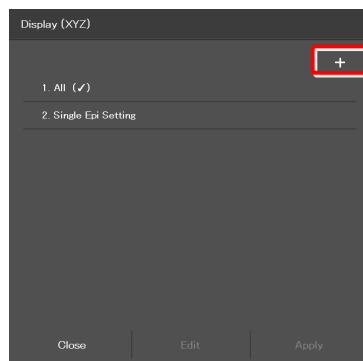 Display (XYZ)
+
1. All (✓)
2. Single Epi Setting
Close Edit Apply